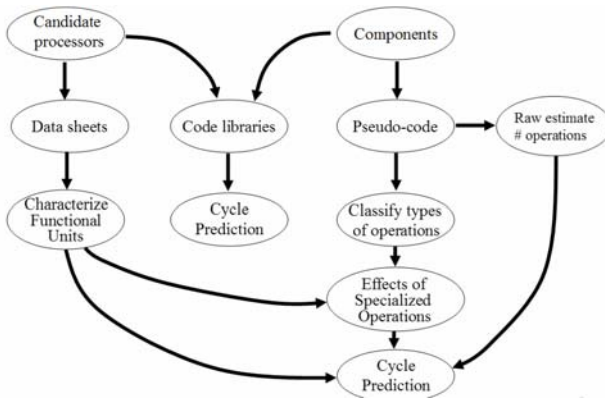 Candidate
processors
Components
Data sheets
Code libraries
Pseudo-code
Raw estimate
# operations
Characterize
Functional
Units
Cycle
Prediction
Classify types
of operations
Effects of
Specialized
Operations
Cycle
Prediction